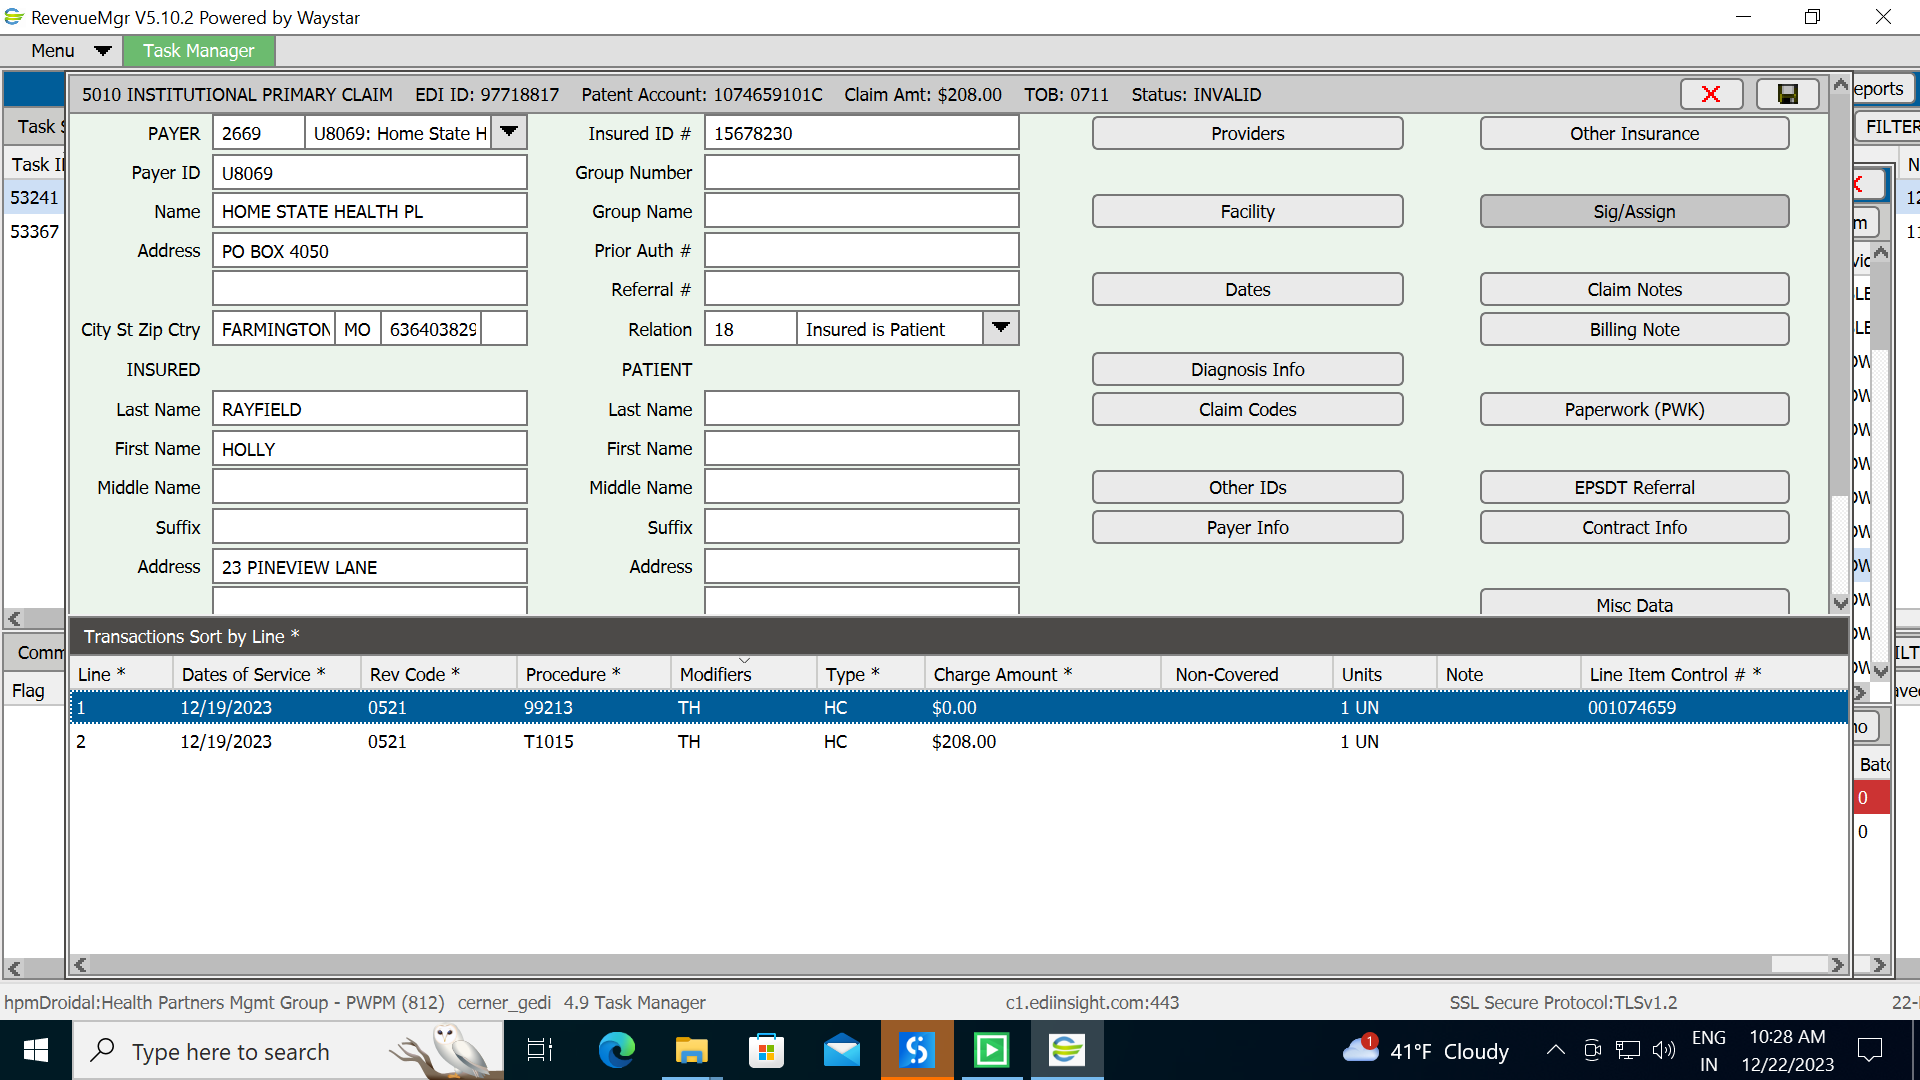 RevenueMgr V5.10.2 Powered by Waystar
Menu Task Manager
5010 INSTITUTIONAL PRIMARY CLAIM EDI ID: 97718817 Patent Account: 1074659101C Claim Amt: $208.00 TOB: 0711 Status: INVALID
eports
Task S
FILTER
PAYER 2669 U8069: Home State H Insured ID # 15678230 Providers Other Insurance
Task II
Payer ID U8069 Group Number
53241
Name HOME STATE HEALTH PL Group Name Facility Sig/Assign
53367
Address PO BOX 4050 Prior Auth #
Referral # Dates Claim Notes
City St Zip Ctry FARMINGTON MO 636403829 Relation 18 Insured is Patient Billing Note
INSURED PATIENT Diagnosis Info
Last Name RAYFIELD Last Name Claim Codes Paperwork (PWK)
First Name HOLLY First Name
Middle Name Middle Name Other IDs EPSDT Referral
Suffix Suffix Payer Info Contract Info
Address 23 PINEVIEW LANE Address
Misc Data
Transactions Sort by Line *
Comm
Line * Dates of Service * Rev Code * Procedure * Modifiers Type * Charge Amount * Non-Covered Units Note Line Item Control # *
Flag
1 12/19/2023 0521 99213 TH HC $0.00 1 UN 001074659
2 12/19/2023 0521 T1015 TH HC $208.00 1 UN
Batc
0
0
hpmDroidal:Health Partners Mgmt Group - PWPM (812) cerner_gedi 4.9 Task Manager c1.ediinsight.com:443 SSL Secure Protocol:TLSv1.2 22-
Type here to search
1
41°F Cloudy
ENG
IN
10:28 AM
12/22/2023